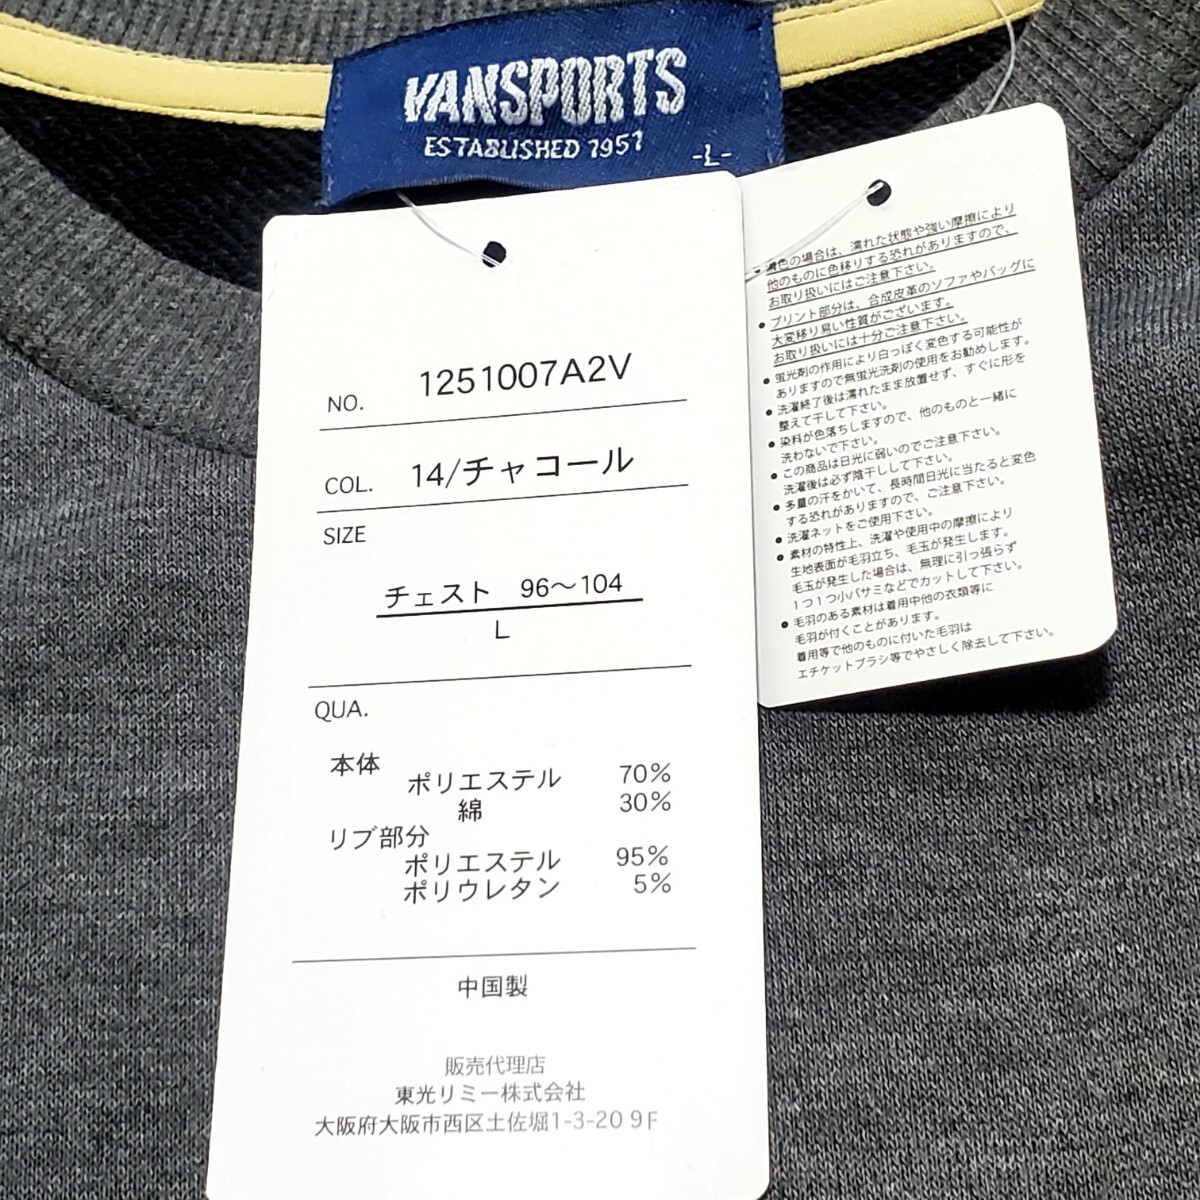 VANSPORTS
ESTABLISHED 1951
-L-
NO. 1251007A2V
COL. 14/チャコール
SIZE
チェスト 96～104
L
QUA.
本体
ポリエステル 70%
綿 30%
リブ部分
ポリエステル 95%
ポリウレタン 5%
中国製
販売代理店
東光リミー株式会社
大阪府大阪市西区土佐堀1-3-20 9F
色の場合は、濡れた状態や強い摩擦により
他のものに色移りする恐れがありますので、
お取り扱いにはご注意下さい。
●プリント部分は、合成皮革のソファやバッグに
大変移り易い性質がございます。
お取り扱いには十分ご注意下さい。
●蛍光剤の作用により白っぽく変色する可能性が
ありますので無蛍光洗剤の使用をお勧めします。
●洗濯終了後は濡れたまま放置せず、すぐに形を
整えて干して下さい。
●染料が色落ちしますので、他のものと一緒に
洗わないで下さい。
●この商品は日光に弱いのでご注意下さい。
洗濯後は必ず陰干しして下さい。
●多量の汗をかいて、長時間日光に当たると変色
する恐れがありますので、ご注意下さい。
●洗濯ネットをご使用下さい。
●素材の特性上、洗濯や使用中の摩擦により
生地表面が毛羽立ち、毛玉が発生します。
毛玉が発生した場合は、無理に引っ張らず
1つ1つ小バサミなどでカットして下さい。
●毛羽のある素材は着用中他の衣類等に
毛羽が付くことがあります。
着用等で他のものに付いた毛羽は
エチケットブラシ等でやさしく除去して下さい。